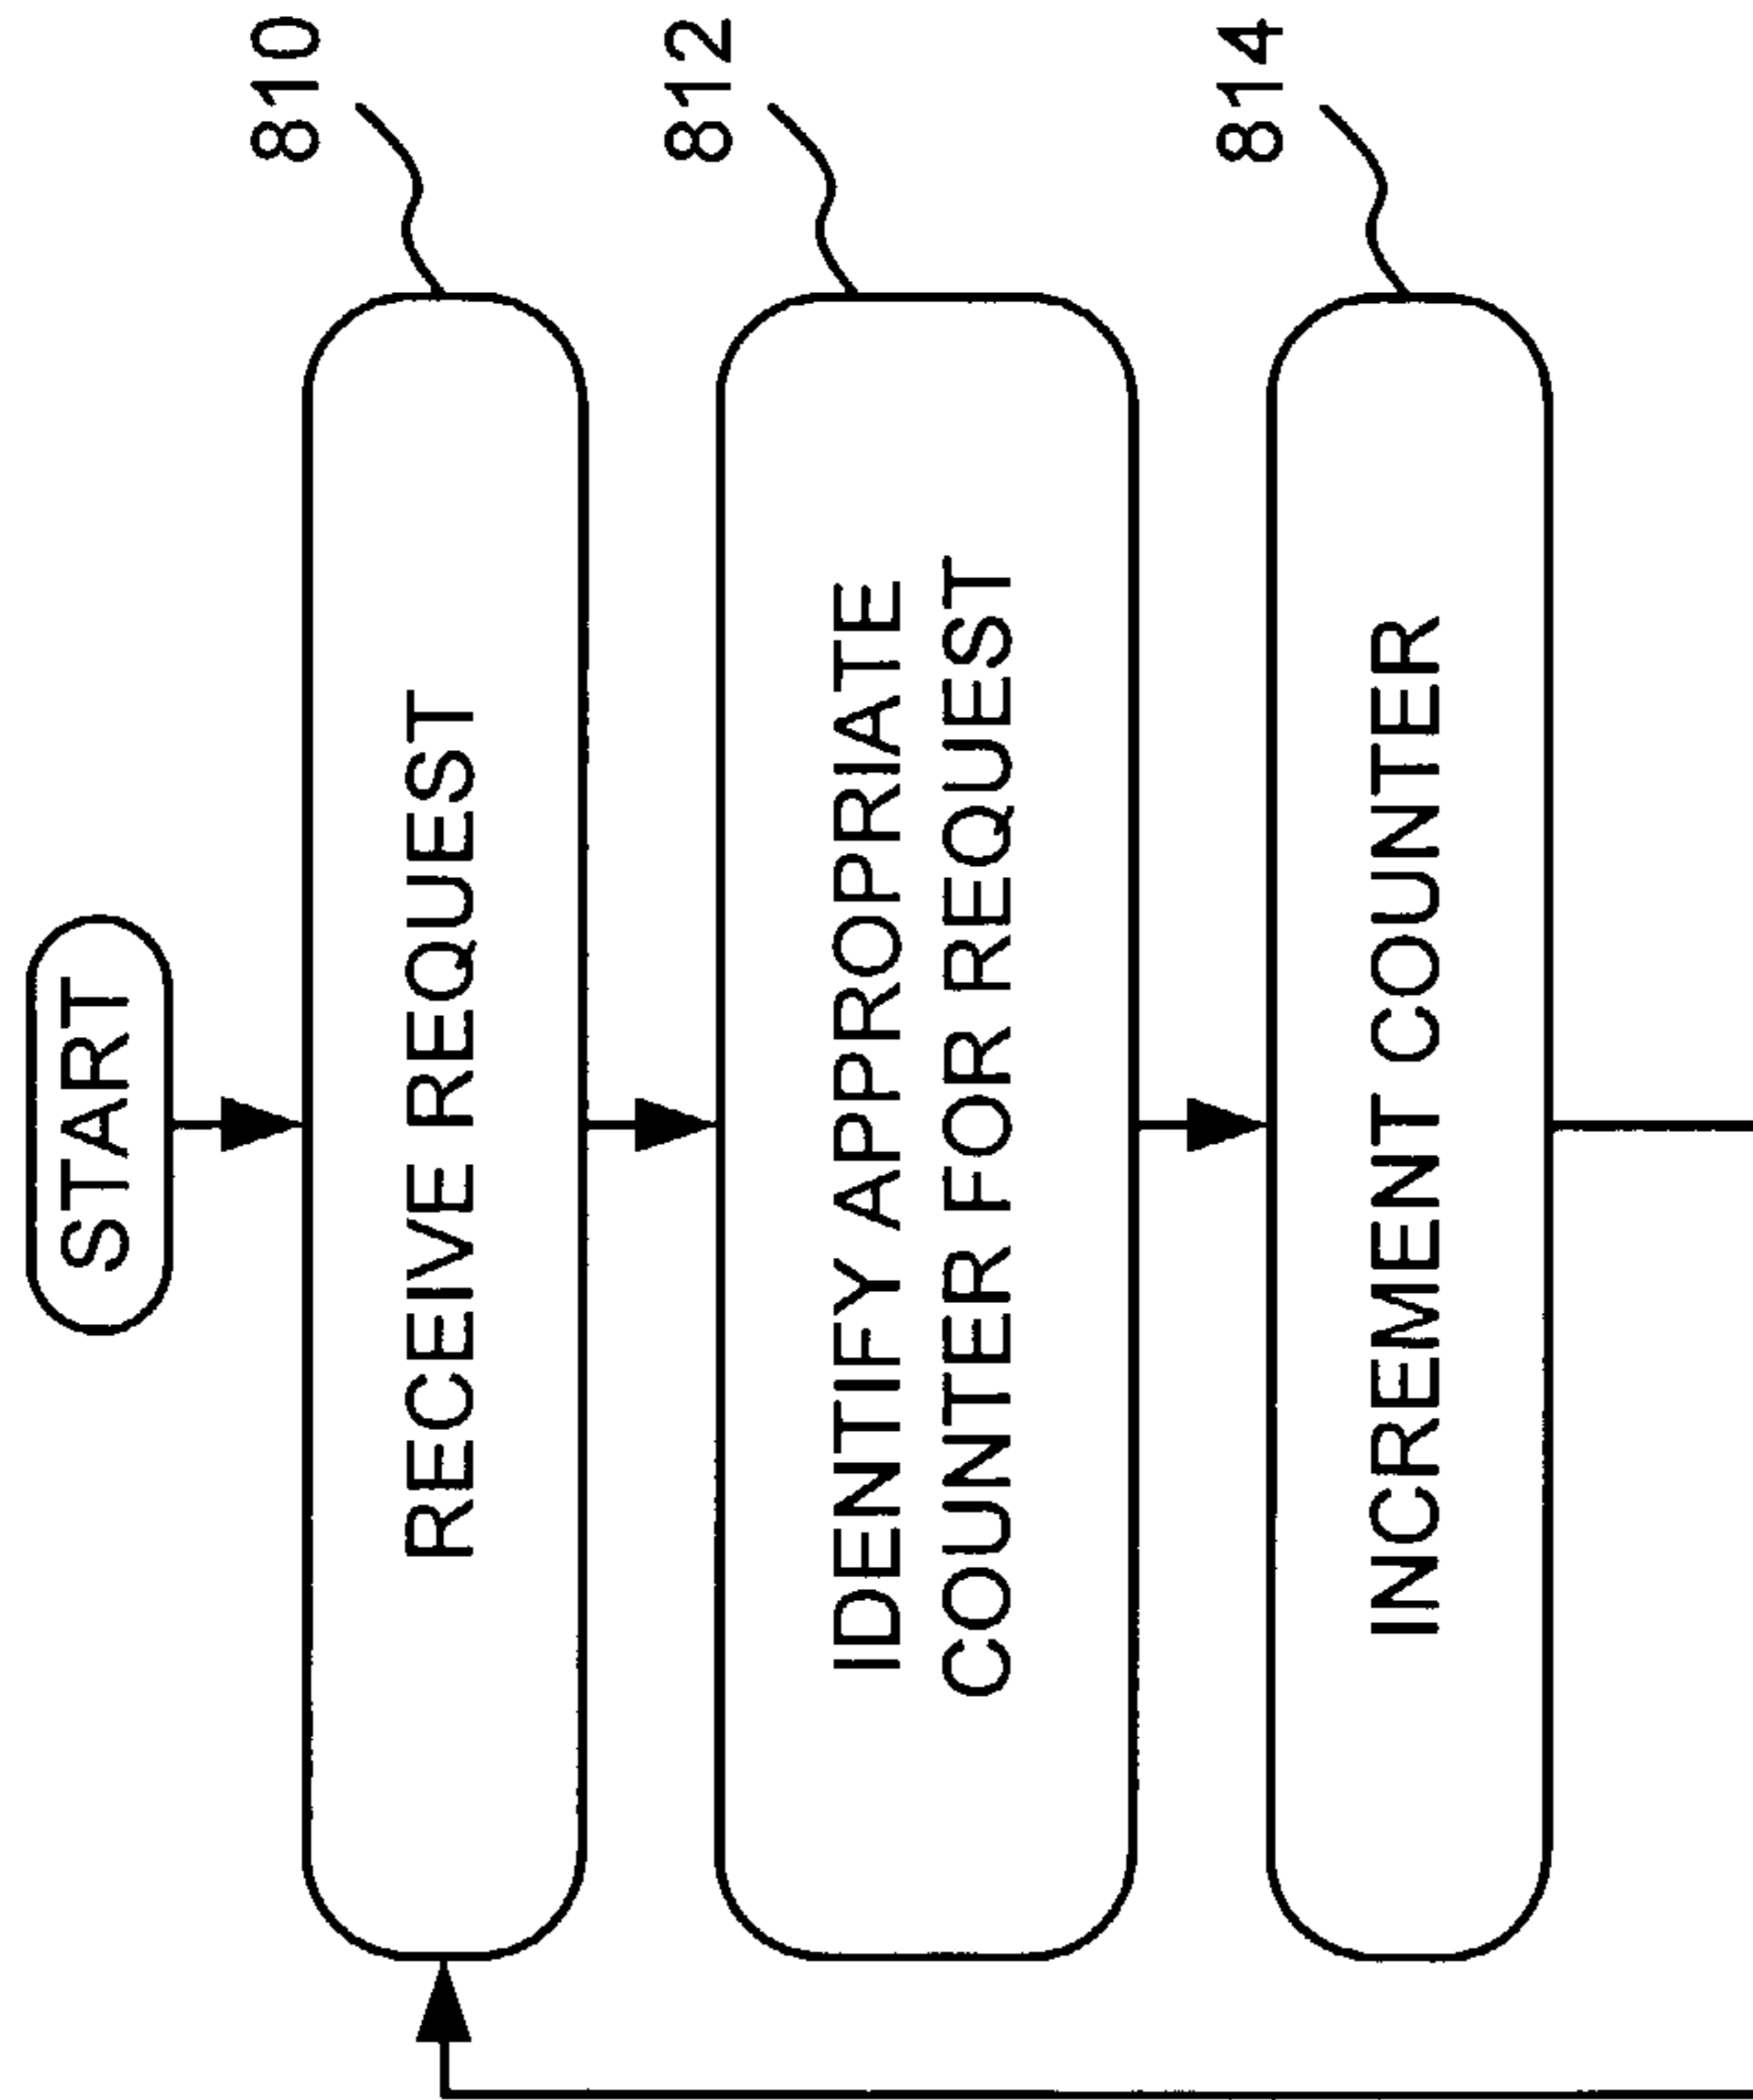 START
RECEIVE REQUEST
810
IDENTIFY APPROPRIATE
COUNTER FOR REQUEST
812
INCREMENT COUNTER
814